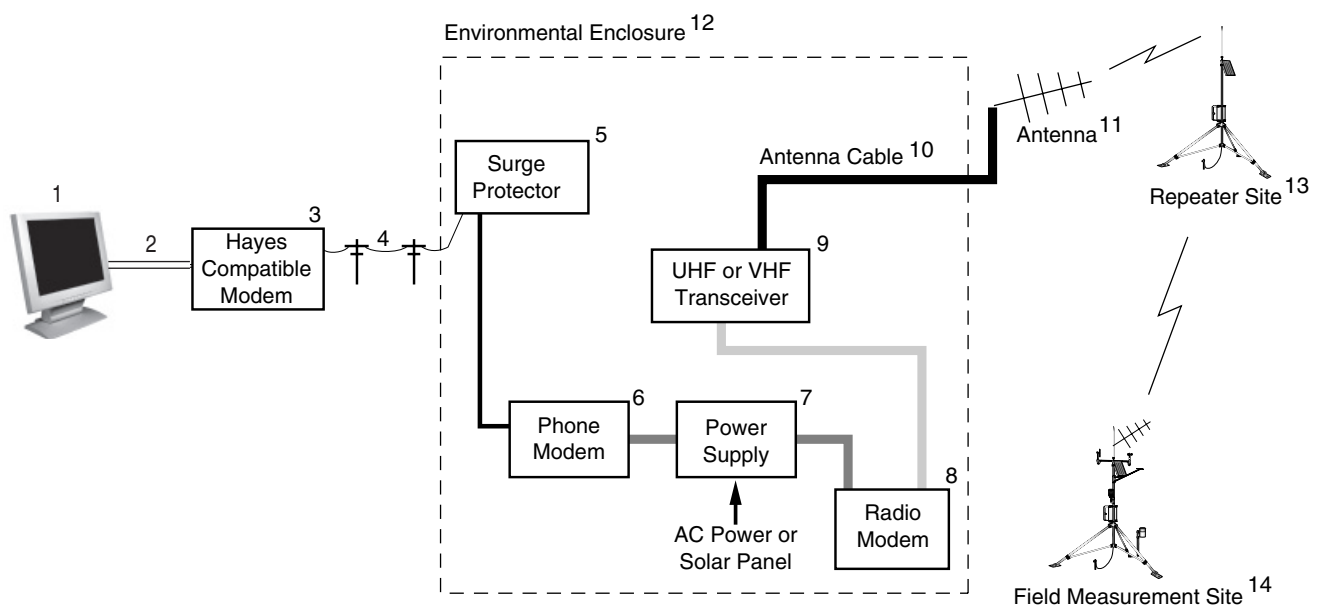 Environmental Enclosure 12
Antenna 11
5
Surge
Protector
Antenna Cable 10
Repeater Site 13
1
2
3
Hayes
Compatible
Modem
4
9
UHF or VHF
Transceiver
6
Phone
Modem
7
Power
Supply
8
Radio
Modem
AC Power or
Solar Panel
Field Measurement Site 14